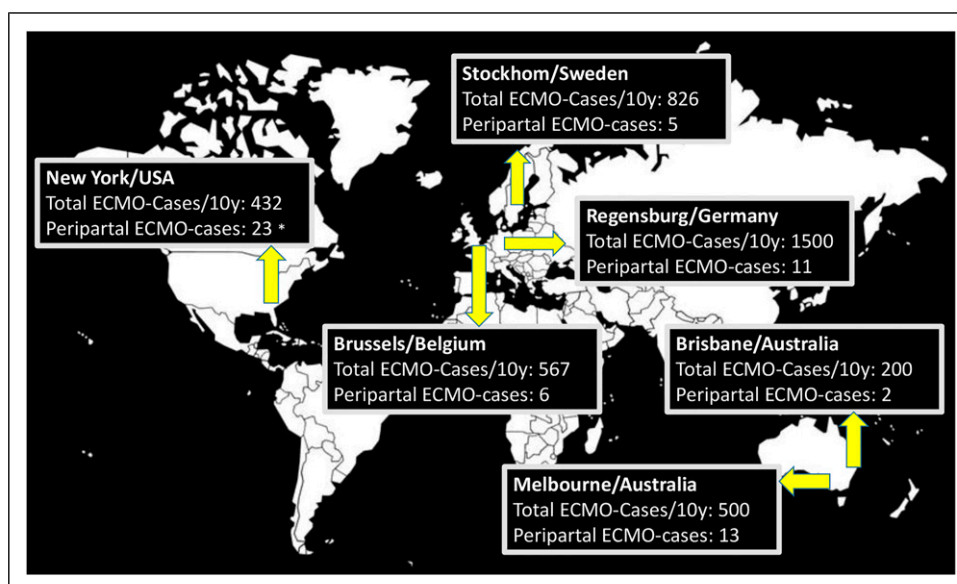 Stockhom/Sweden
Total ECMO-Cases/10y: 826
Peripartal ECMO-cases: 5
New York/USA
Total ECMO-Cases/10y: 432
Peripartal ECMO-cases: 23 *
Regensburg/Germany
Total ECMO-Cases/10y: 1500
Peripartal ECMO-cases: 11
Brussels/Belgium
Total ECMO-Cases/10y: 567
Peripartal ECMO-cases: 6
Brisbane/Australia
Total ECMO-Cases/10y: 200
Peripartal ECMO-cases: 2
Melbourne/Australia
Total ECMO-Cases/10y: 500
Peripartal ECMO-cases: 13